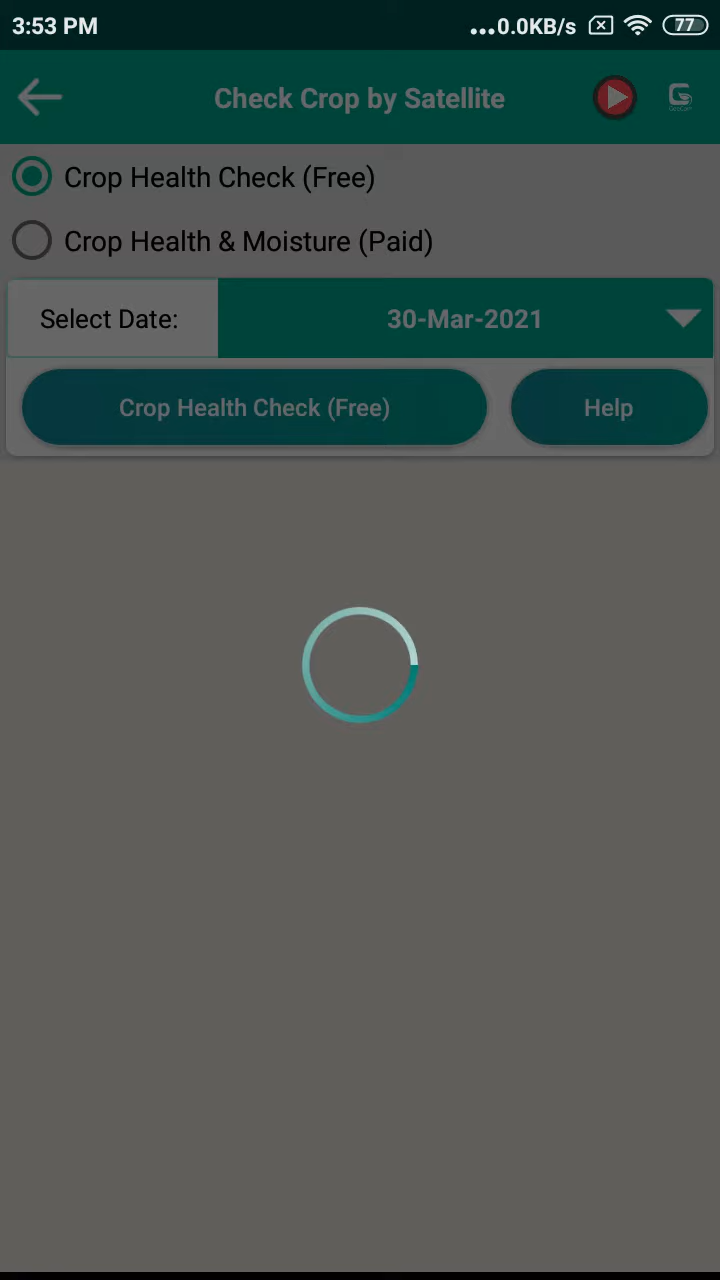 3:53 PM ...0.0KB/s 77
Check Crop by Satellite
Crop Health Check (Free)
Crop Health & Moisture (Paid)
Select Date: 30-Mar-2021
Crop Health Check (Free) Help